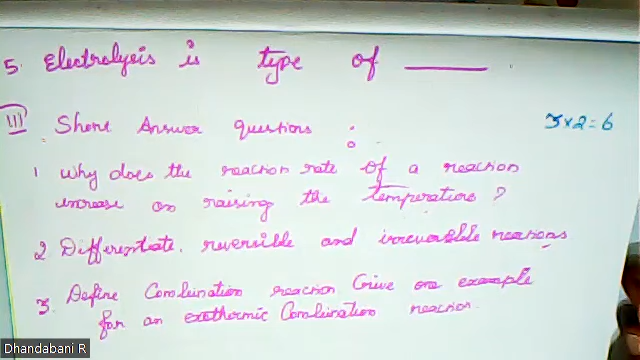 5. Electrolysis is type of ______
III Short Answer questions : 3×2=6
1 Why does the reaction rate of a reaction
increase on raising the temperature?
2 Differentiate. reversible and irreversible reactions
3. Define Combination reaction Give one example
for an exothermic Combination reaction.
Dhandabani R